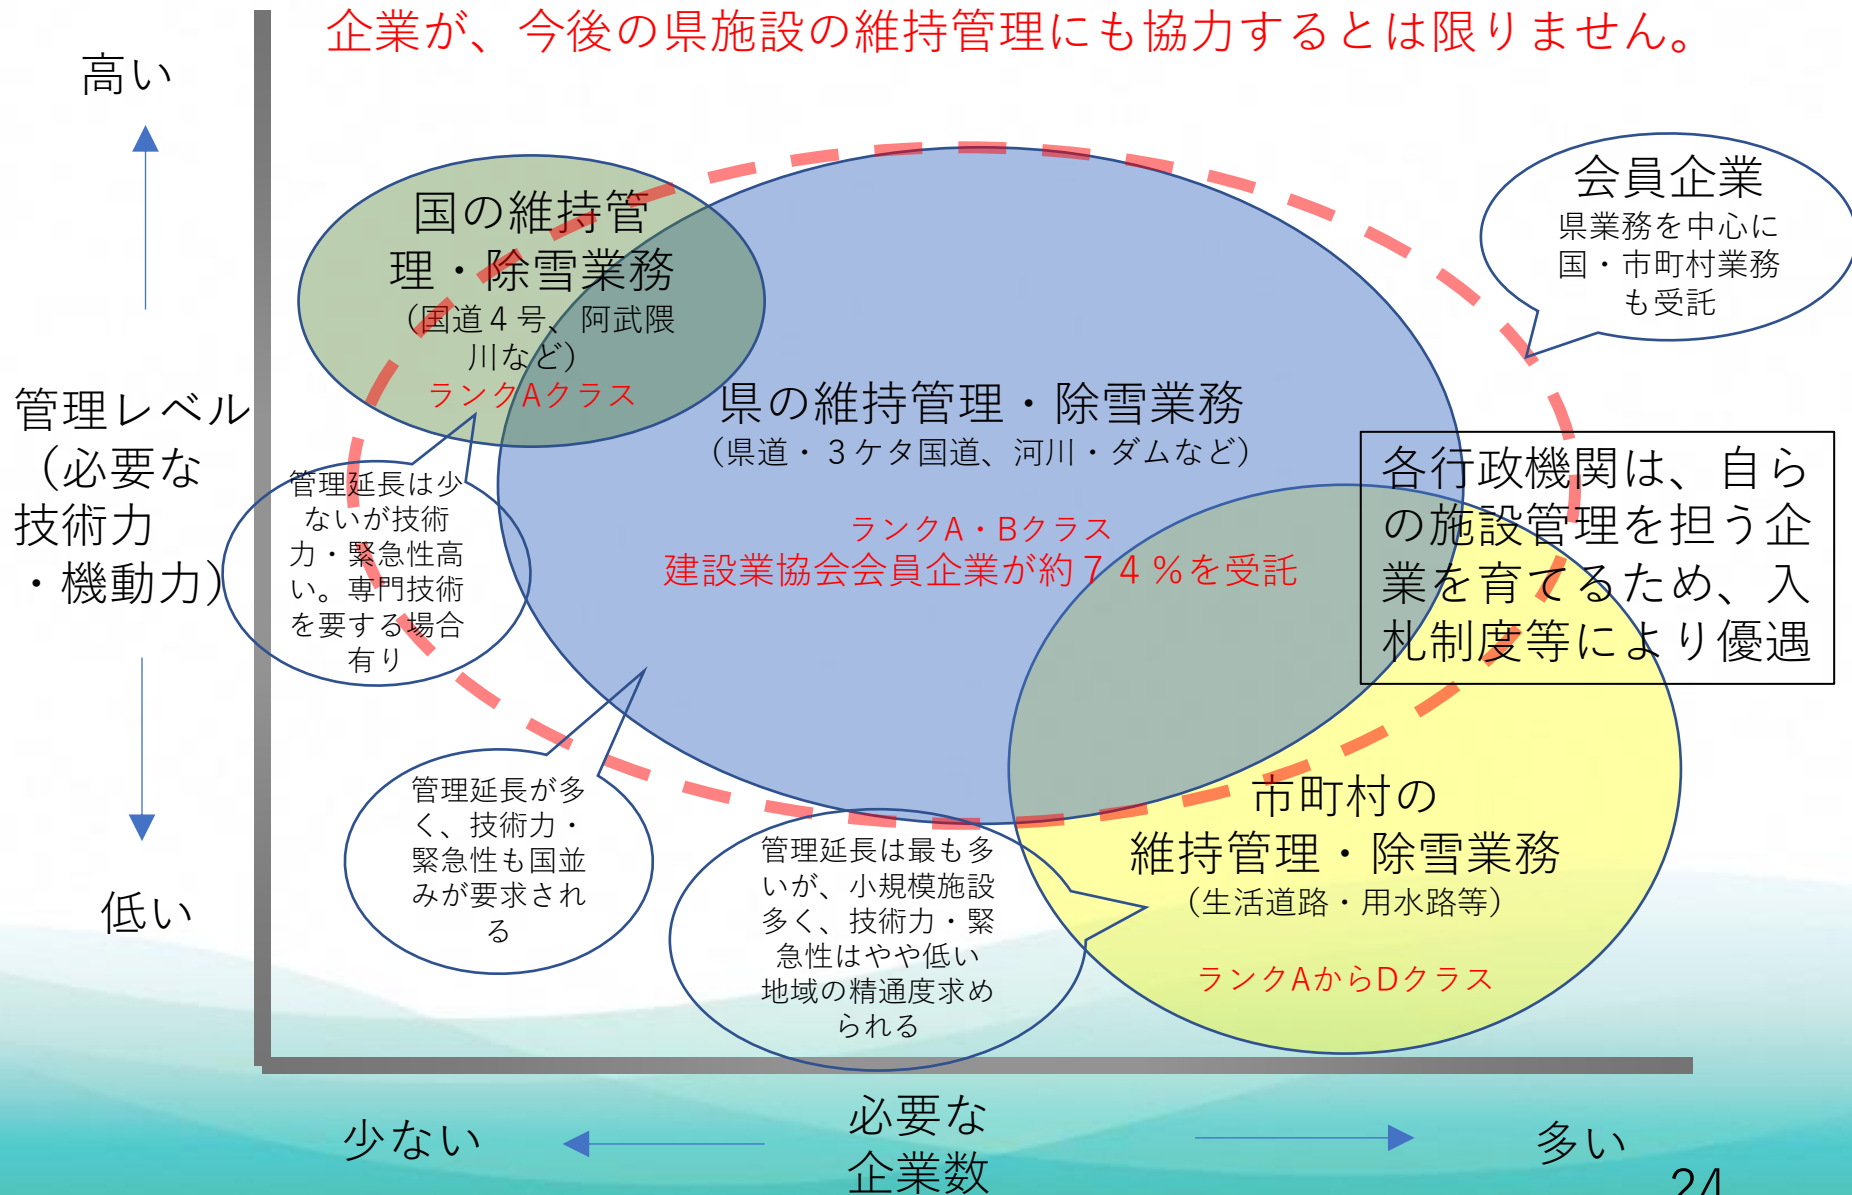 企業が、今後の県施設の維持管理にも協力するとは限りません。
高い
管理レベル
（必要な
技術力
・機動力）
低い
国の維持管
理・除雪業務
（国道４号、阿武隈
川など）
ランクAクラス
会員企業
県業務を中心に
国・市町村業務
も受託
県の維持管理・除雪業務
（県道・３ケタ国道、河川・ダムなど）
ランクA・Bクラス
建設業協会会員企業が約７４％を受託
各行政機関は、自ら
の施設管理を担う企
業を育てるため、入
札制度等により優遇
管理延長は少
ないが技術
力・緊急性高
い。専門技術
を要する場合
有り
管理延長が多
く、技術力・
緊急性も国並
みが要求され
る
管理延長は最も多
いが、小規模施設
多く、技術力・緊
急性はやや低い
地域の精通度求め
られる
市町村の
維持管理・除雪業務
（生活道路・用水路等）
ランクAからDクラス
少ない
必要な
企業数
多い
24